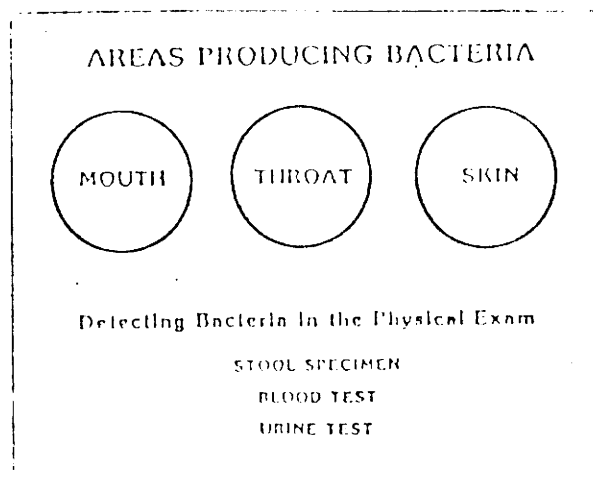 AREAS PRODUCING BACTERIA
MOUTH THROAT SKIN
Detecting Bacteria in the Physical Exam
STOOL SPECIMEN
BLOOD TEST
URINE TEST